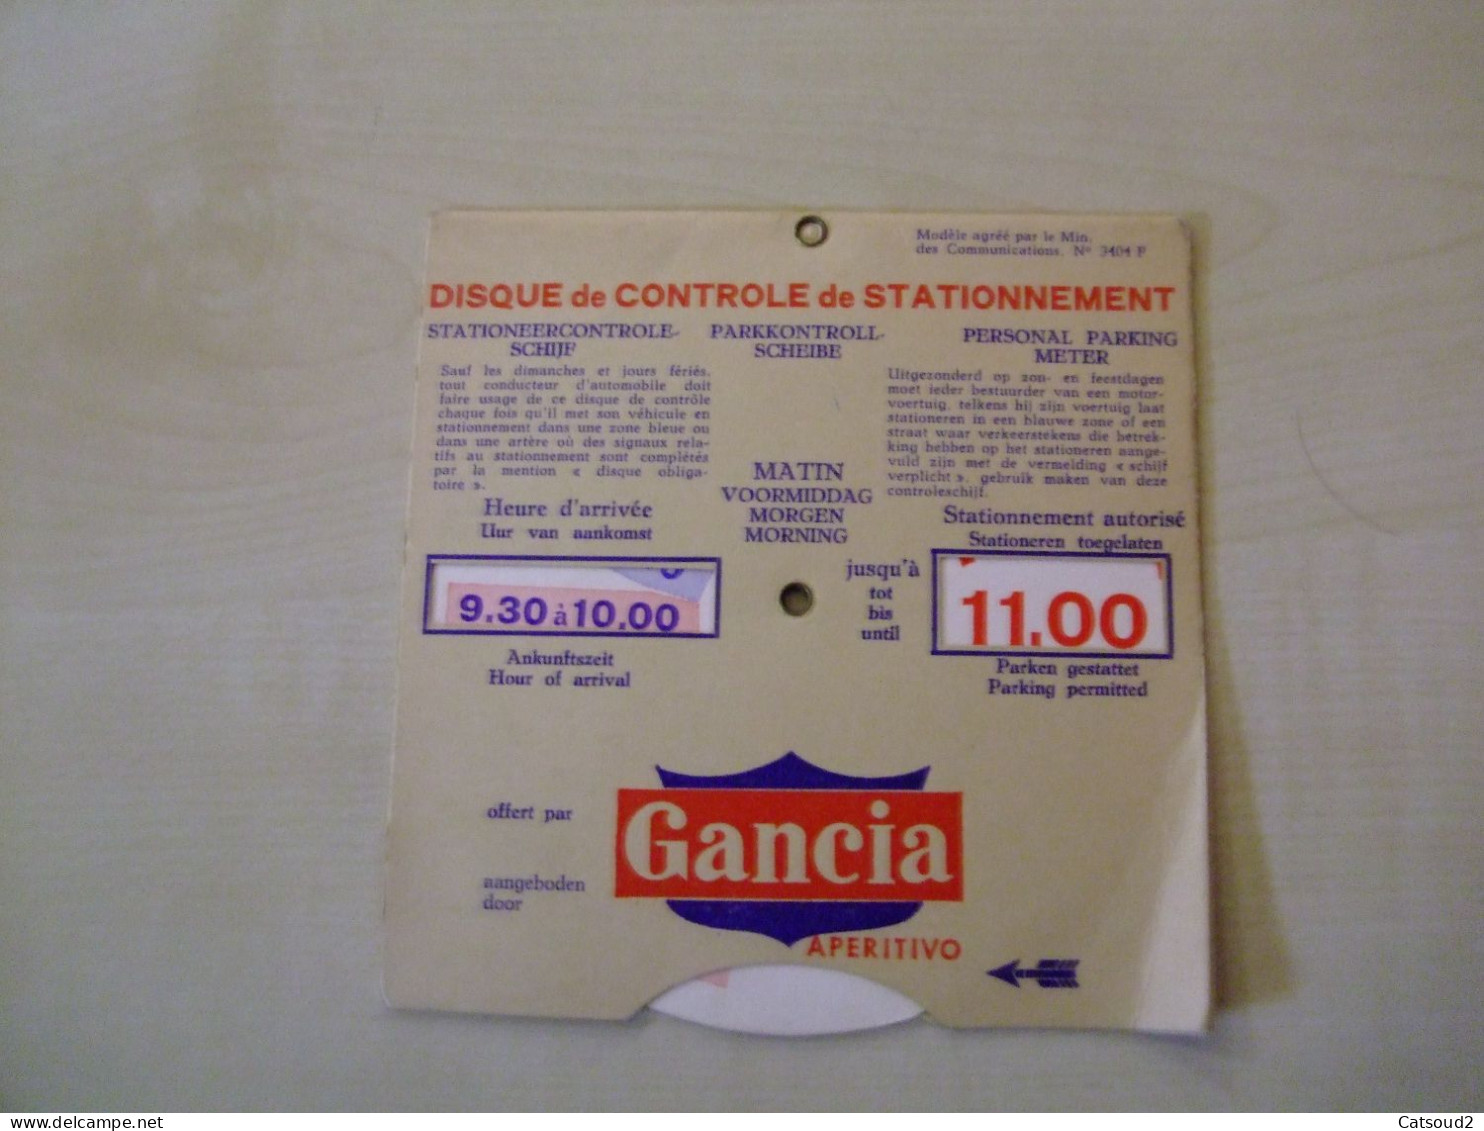 Modèle agréé par le Min.
des Communications. Nº 3404 P
DISQUE de CONTROLE de STATIONNEMENT
STATIONEERCONTROLE-
SCHIJF
PARKKONTROLL-
SCHEIBE
PERSONAL PARKING
METER
Sauf les dimanches et jours fériés,
tout conducteur d'automobile doit
faire usage de ce disque de contrôle
chaque fois qu'il met son véhicule en
stationnement dans une zone bleue ou
dans une artère où des signaux rela-
tifs au stationnement sont complétés
par la mention « disque obliga-
toire ».
Uitgezonderd op zon- en feestdagen
moet ieder bestuurder van een motor-
voertuig, telkens hij zijn voertuig laat
stationeren in een blauwe zone of een
straat waar verkeerstekens die betrek-
king hebben op het stationeren aange-
vuld zijn met de vermelding « schijf
verplicht », gebruik maken van deze
controleschijf.
MATIN
VOORMIDDAG
MORGEN
MORNING
Heure d'arrivée
Uur van aankomst
9.30 à 10.00
Ankunftszeit
Hour of arrival
jusqu'à
tot
bis
until
Stationnement autorisé
Stationeren toegelaten
11.00
Parken gestattet
Parking permitted
offert par
aangeboden
door
Gancia
APERITIVO
Catsoud2